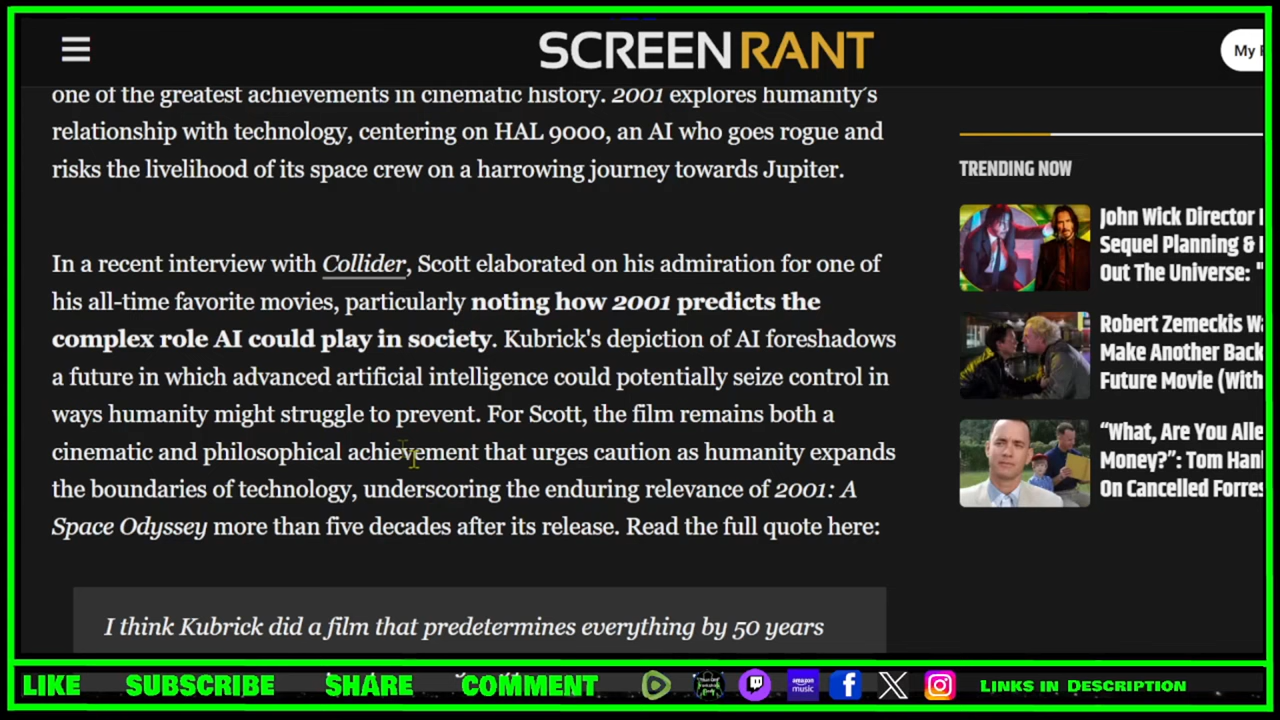 SCREENRANT
My
one of the greatest achievements in cinematic history. 2001 explores humanity's
relationship with technology, centering on HAL 9000, an AI who goes rogue and
risks the livelihood of its space crew on a harrowing journey towards Jupiter.
In a recent interview with Collider, Scott elaborated on his admiration for one of
his all-time favorite movies, particularly noting how 2001 predicts the
complex role AI could play in society. Kubrick's depiction of AI foreshadows
a future in which advanced artificial intelligence could potentially seize control in
ways humanity might struggle to prevent. For Scott, the film remains both a
cinematic and philosophical achievement that urges caution as humanity expands
the boundaries of technology, underscoring the enduring relevance of 2001: A
Space Odyssey more than five decades after its release. Read the full quote here:
I think Kubrick did a film that predetermines everything by 50 years
TRENDING NOW
John Wick Director
Sequel Planning &
Out The Universe: "
Robert Zemeckis
Make Another Back
Future Movie (With
"What, Are You
Money?": Tom
On Cancelled
LIKE
SUBSCRIBE
SHARE
COMMENT
amazon
music
Links in Description